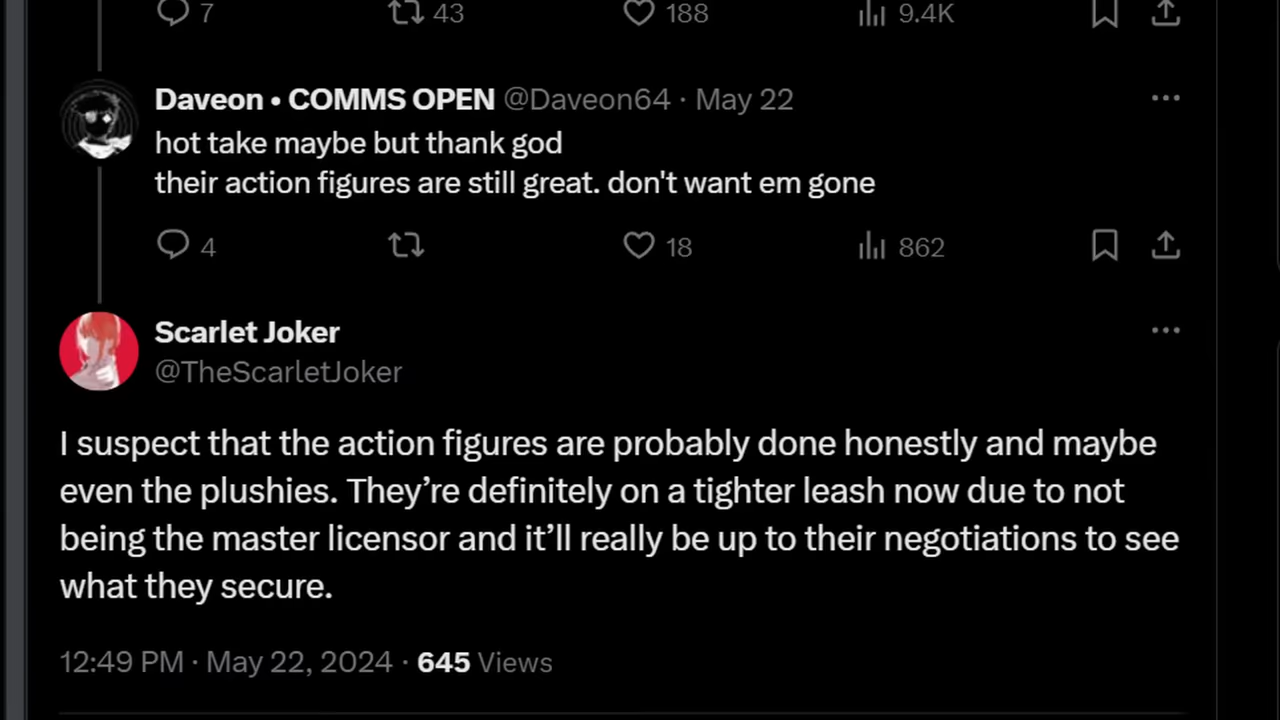 7 43 188 9.4K
Daveon • COMMS OPEN @Daveon64 · May 22
hot take maybe but thank god
their action figures are still great. don't want em gone
4 18 862
Scarlet Joker
@TheScarletJoker
I suspect that the action figures are probably done honestly and maybe
even the plushies. They’re definitely on a tighter leash now due to not
being the master licensor and it’ll really be up to their negotiations to see
what they secure.
12:49 PM · May 22, 2024 · 645 Views